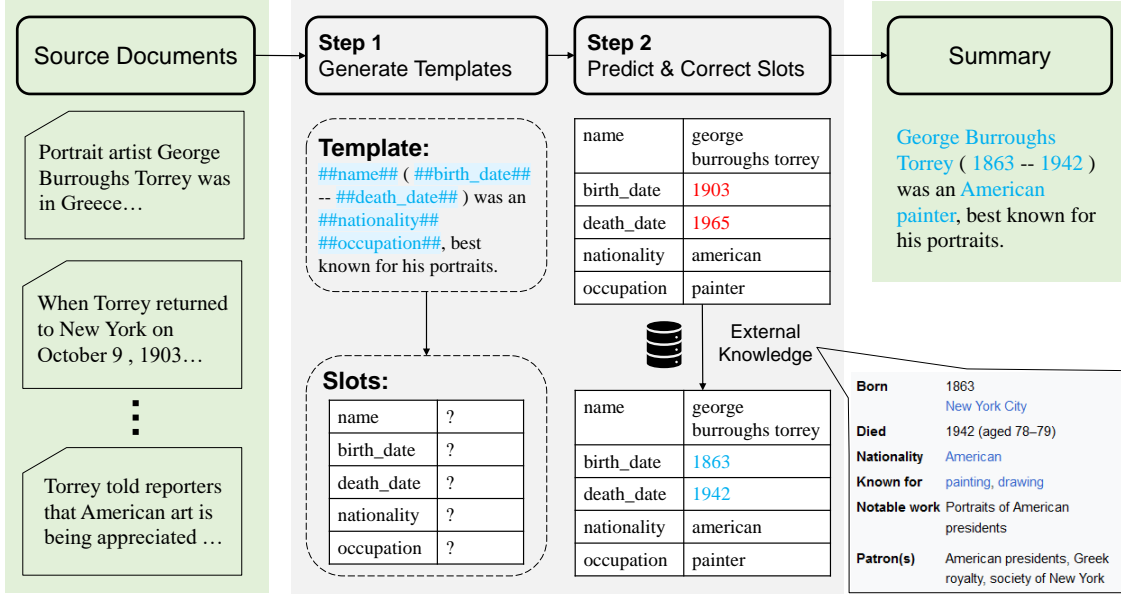 Source Documents
Portrait artist George
Burroughs Torrey was
in Greece…
When Torrey returned
to New York on
October 9 , 1903…
Torrey told reporters
that American art is
being appreciated …
Step 1
Generate Templates
Template:
##name## ( ##birth_date##
-- ##death_date## ) was an
##nationality##
##occupation##, best
known for his portraits.
Slots:
name ?
birth_date ?
death_date ?
nationality ?
occupation ?
Step 2
Predict & Correct Slots
name george
burroughs torrey
birth_date 1903
death_date 1965
nationality american
occupation painter
External
Knowledge
name george
burroughs torrey
birth_date 1863
death_date 1942
nationality american
occupation painter
Summary
George Burroughs
Torrey ( 1863 -- 1942 )
was an American
painter, best known for
his portraits.
Born 1863
New York City
Died 1942 (aged 78–79)
Nationality American
Known for painting, drawing
Notable work Portraits of American
presidents
Patron(s) American presidents, Greek
royalty, society of New York